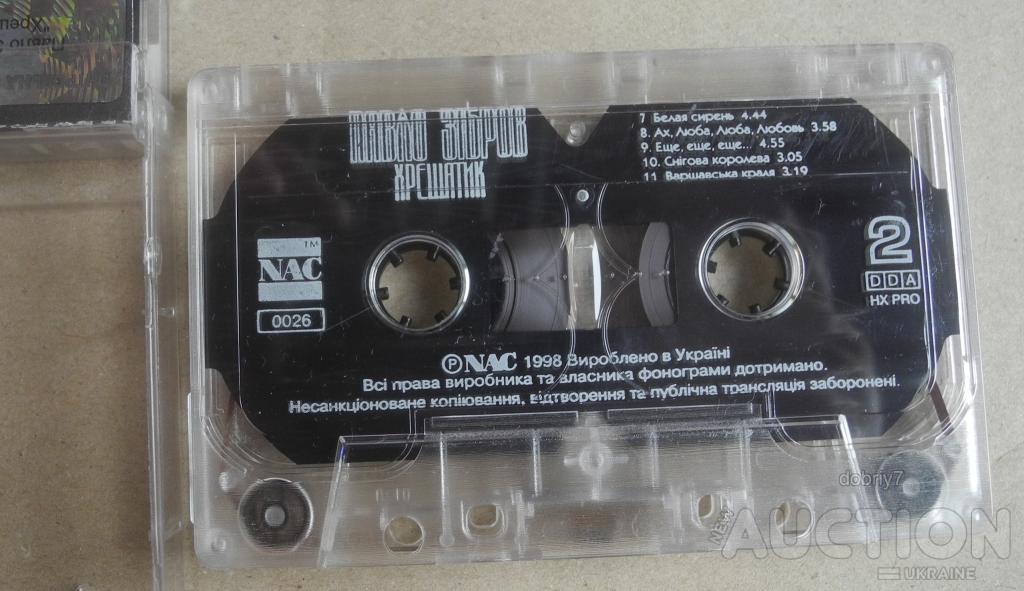 ПАВЛО ЗІБРОВ
ХРЕЩАТИК
7 Белая сирень 4.44
8. Ах, Люба, Люба, Любовь 3.58
9. Еще, еще, еще... 4.55
10. Снігова королева 3.05
11 Варшавська краля 3.19
TM
NAC
0026
2
DDA
HX PRO
Ⓟ NAC 1998 Вироблено в Україні
Всі права виробника та власника фонограми дотримано.
Несанкціоноване копіювання, відтворення та публічна трансляція заборонені.
dobriy7
NEW
AUCTION
UKRAINE